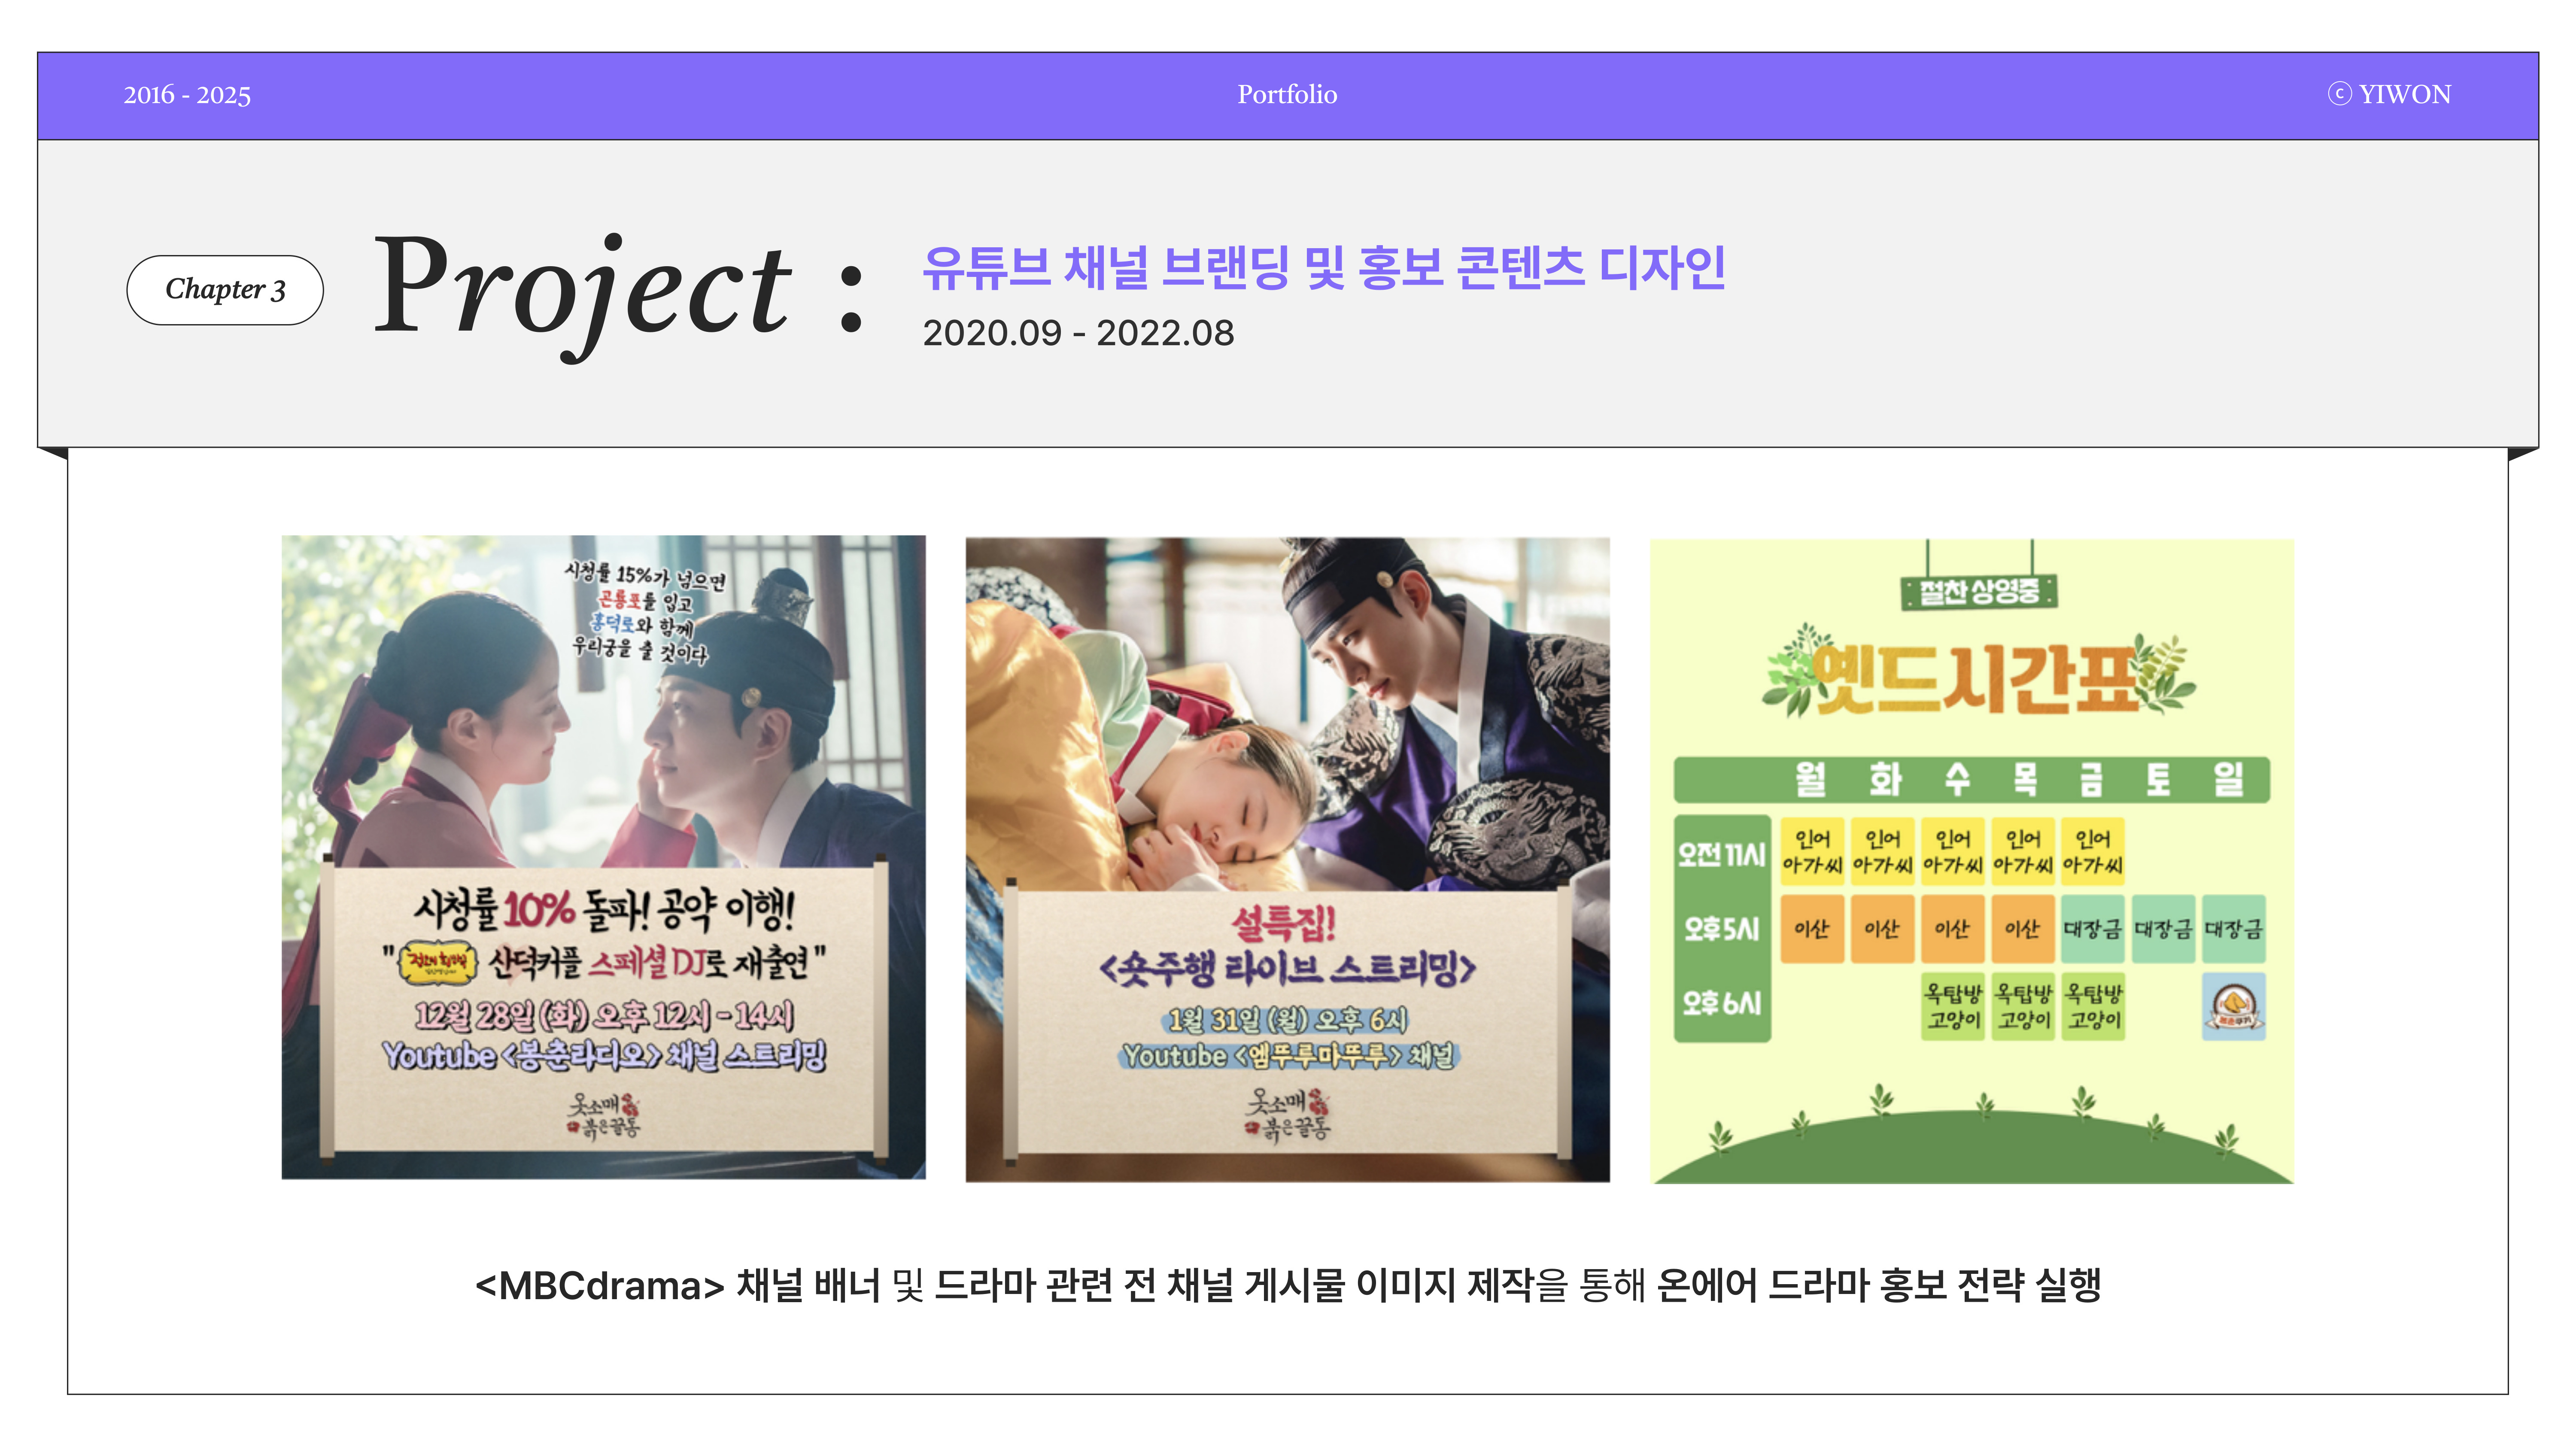 2016 - 2025
Portfolio
ⓒ YIWON
Chapter 3
Project :
유튜브 채널 브랜딩 및 홍보 콘텐츠 디자인
2020.09 - 2022.08
시청률 15%가 넘으면
곤룡포를 입고
홍덕로와 함께
우리궁을 출 것이다
시청률 10% 돌파! 공약 이행!
" 산덕커플 스페셜 DJ로 재출연 "
12월 28일 (화) 오후 12시 - 14시
Youtube <봉춘라디오> 채널 스트리밍
옷소매
붉은끝동
설특집!
<숏주행 라이브 스트리밍>
1월 31일 (월) 오후 6시
Youtube <엠뚜루마뚜루> 채널
옷소매
붉은끝동
절찬 상영중
옛드시간표
월 화 수 목 금 토 일
오전 11시 인어 아가씨 인어 아가씨 인어 아가씨 인어 아가씨 인어 아가씨
오후 5시 이산 이산 이산 이산 대장금 대장금 대장금
오후 6시 옥탑방 고양이 옥탑방 고양이 옥탑방 고양이
<MBCdrama> 채널 배너 및 드라마 관련 전 채널 게시물 이미지 제작을 통해 온에어 드라마 홍보 전략 실행